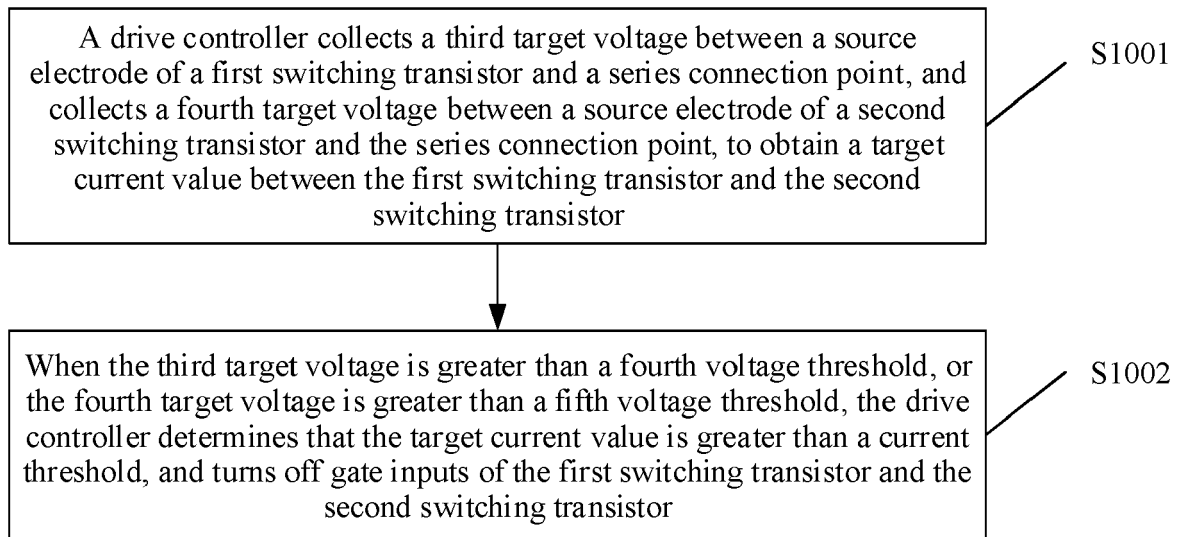 A drive controller collects a third target voltage between a source
electrode of a first switching transistor and a series connection point, and
collects a fourth target voltage between a source electrode of a second
switching transistor and the series connection point, to obtain a target
current value between the first switching transistor and the second
switching transistor
S1001
When the third target voltage is greater than a fourth voltage threshold, or
the fourth target voltage is greater than a fifth voltage threshold, the drive
controller determines that the target current value is greater than a current
threshold, and turns off gate inputs of the first switching transistor and the
second switching transistor
S1002